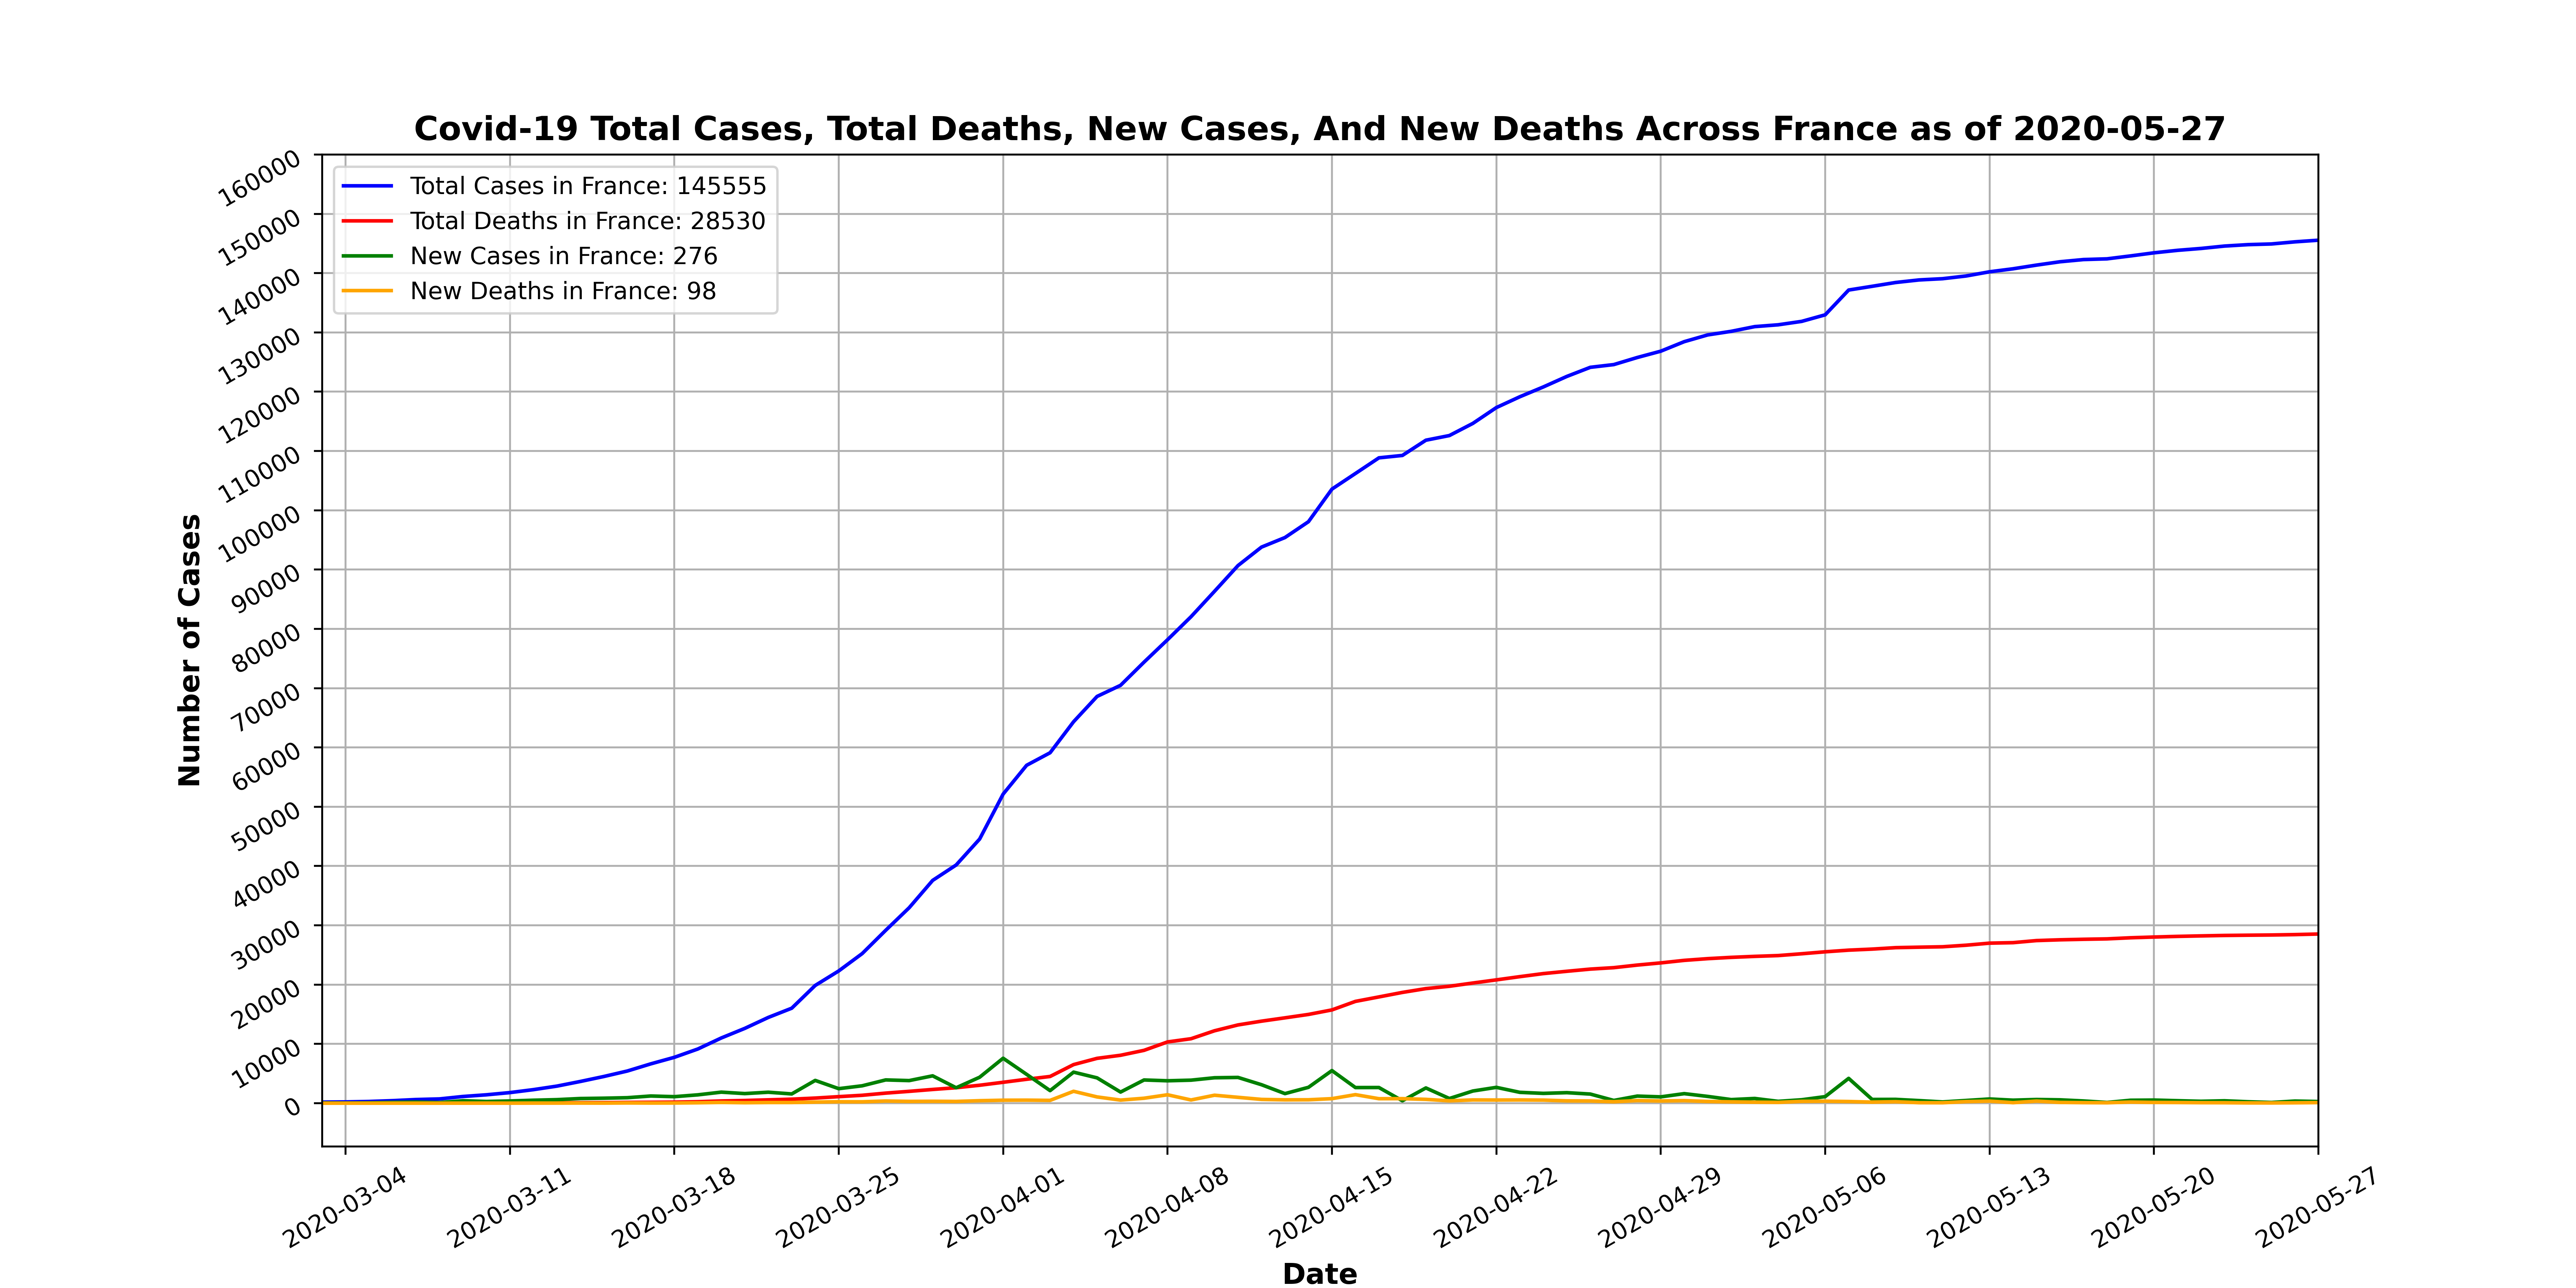 Covid-19 Total Cases, Total Deaths, New Cases, And New Deaths Across France as of 2020-05-27
Total Cases in France: 145555
Total Deaths in France: 28530
New Cases in France: 276
New Deaths in France: 98
Number of Cases
160000
150000
140000
130000
120000
110000
100000
90000
80000
70000
60000
50000
40000
30000
20000
10000
0
2020-03-04 2020-03-11 2020-03-18 2020-03-25 2020-04-01 2020-04-08 2020-04-15 2020-04-22 2020-04-29 2020-05-06 2020-05-13 2020-05-20 2020-05-27
Date